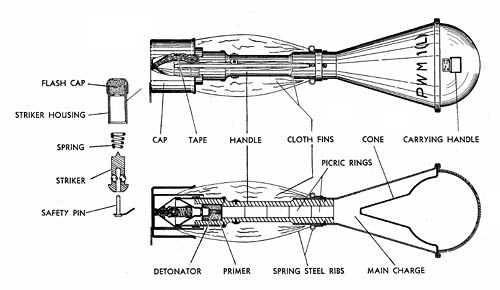 PWM 1(L)
FLASH CAP
STRIKER HOUSING
SPRING
STRIKER
SAFETY PIN
CAP
TAPE
HANDLE
CLOTH FINS
CONE
CARRYING HANDLE
PICRIC RINGS
DETONATOR
PRIMER
SPRING STEEL RIBS
MAIN CHARGE